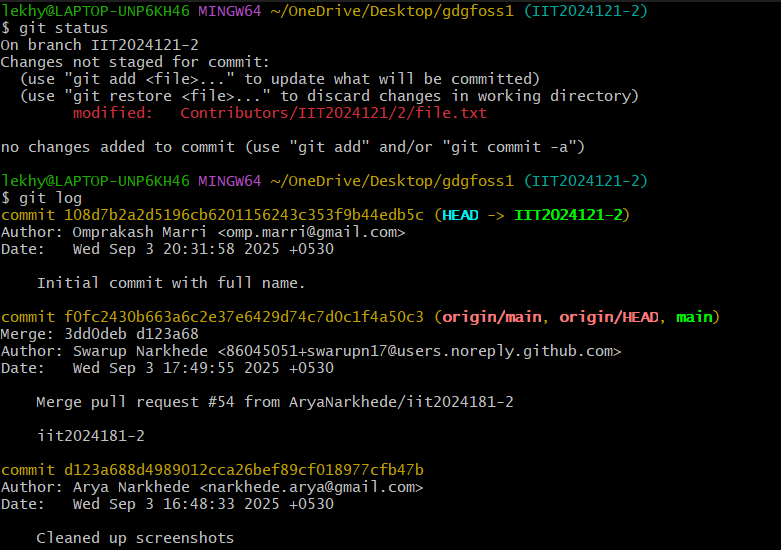 lekhy@LAPTOP-UNP6KH46 MINGW64 ~/OneDrive/Desktop/gdgfoss1 (IIT2024121-2)
$ git status
On branch IIT2024121-2
Changes not staged for commit:
  (use "git add <file>..." to update what will be committed)
  (use "git restore <file>..." to discard changes in working directory)
        modified:   Contributors/IIT2024121/2/file.txt

no changes added to commit (use "git add" and/or "git commit -a")

lekhy@LAPTOP-UNP6KH46 MINGW64 ~/OneDrive/Desktop/gdgfoss1 (IIT2024121-2)
$ git log
commit 108d7b2a2d5196cb6201156243c353f9b44edb5c (HEAD -> IIT2024121-2)
Author: Omprakash Marri <omp.marri@gmail.com>
Date:   Wed Sep 3 20:31:58 2025 +0530

    Initial commit with full name.

commit f0fc2430b663a6c2e37e6429d74c7d0c1f4a50c3 (origin/main, origin/HEAD, main)
Merge: 3dd0deb d123a68
Author: Swarup Narkhede <86045051+swarupn17@users.noreply.github.com>
Date:   Wed Sep 3 17:49:55 2025 +0530

    Merge pull request #54 from AryaNarkhede/iit2024181-2

    iit2024181-2

commit d123a688d4989012cca26bef89cf018977cfb47b
Author: Arya Narkhede <narkhede.arya@gmail.com>
Date:   Wed Sep 3 16:48:33 2025 +0530

    Cleaned up screenshots